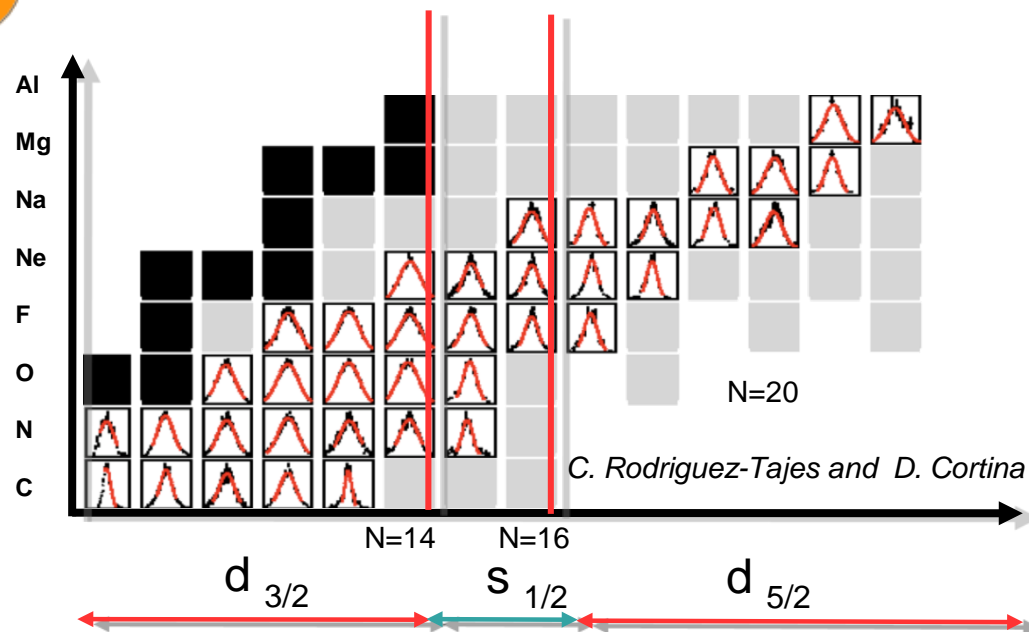 Al
Mg
Na
Ne
F
O
N
C
N=20
C. Rodriguez-Tajes and D. Cortina
N=14 N=16
d 3/2 s 1/2 d 5/2